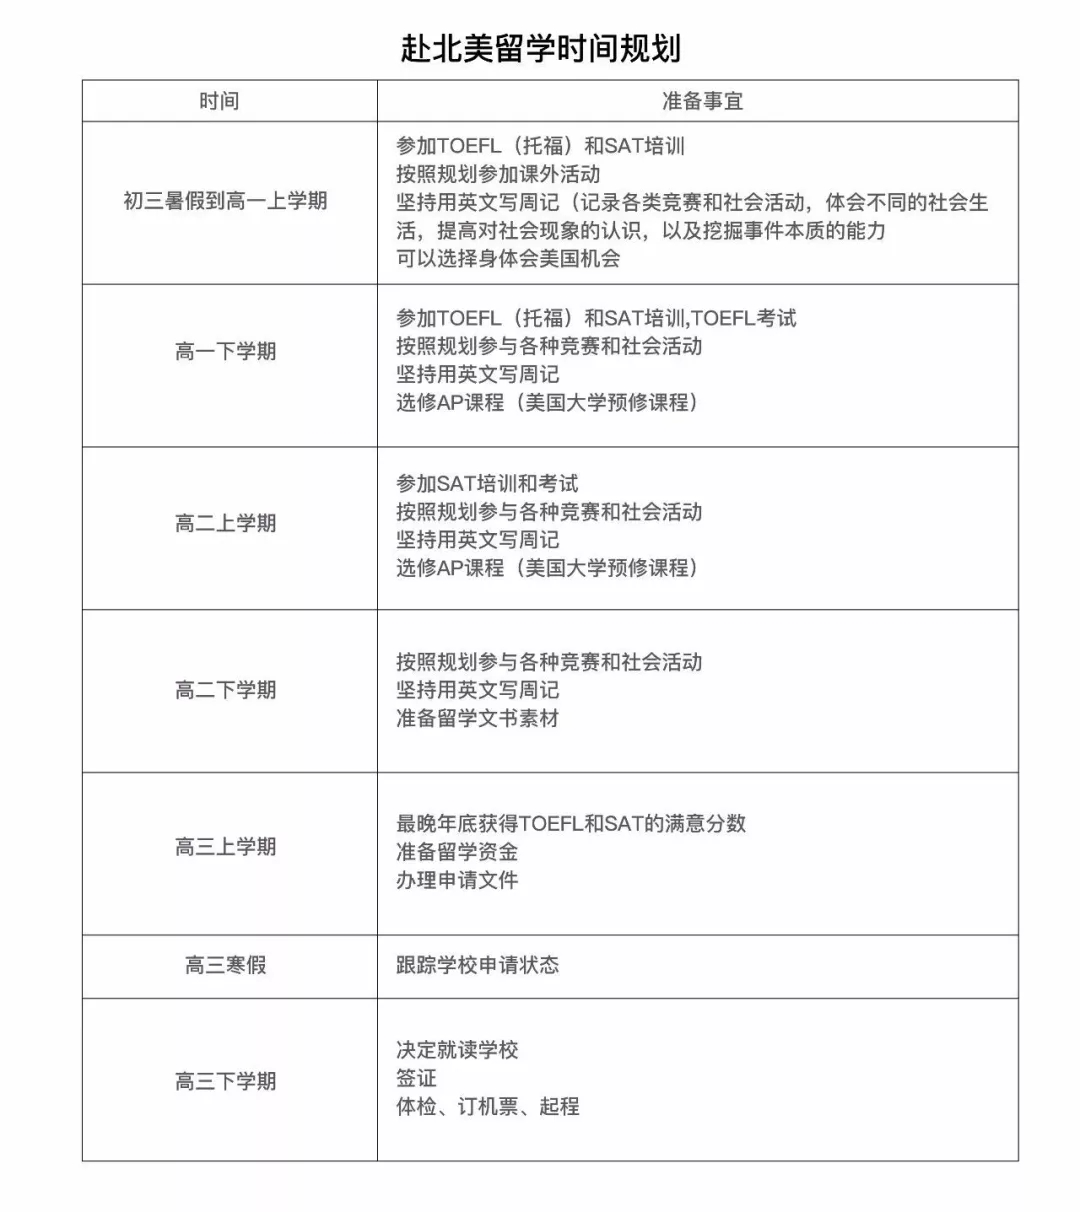 赴北美留学时间规划
时间
准备事宜
初三暑假到高一上学期
参加TOEFL（托福）和SAT培训
按照规划参加课外活动
坚持用英文写周记（记录各类竞赛和社会活动，体会不同的社会生
活，提高对社会现象的认识，以及挖掘事件本质的能力
可以选择身体会美国机会
高一下学期
参加TOEFL（托福）和SAT培训,TOEFL考试
按照规划参与各种竞赛和社会活动
坚持用英文写周记
选修AP课程（美国大学预修课程）
高二上学期
参加SAT培训和考试
按照规划参与各种竞赛和社会活动
坚持用英文写周记
选修AP课程（美国大学预修课程）
高二下学期
按照规划参与各种竞赛和社会活动
坚持用英文写周记
准备留学文书素材
高三上学期
最晚年底获得TOEFL和SAT的满意分数
准备留学资金
办理申请文件
高三寒假
跟踪学校申请状态
高三下学期
决定就读学校
签证
体检、订机票、起程